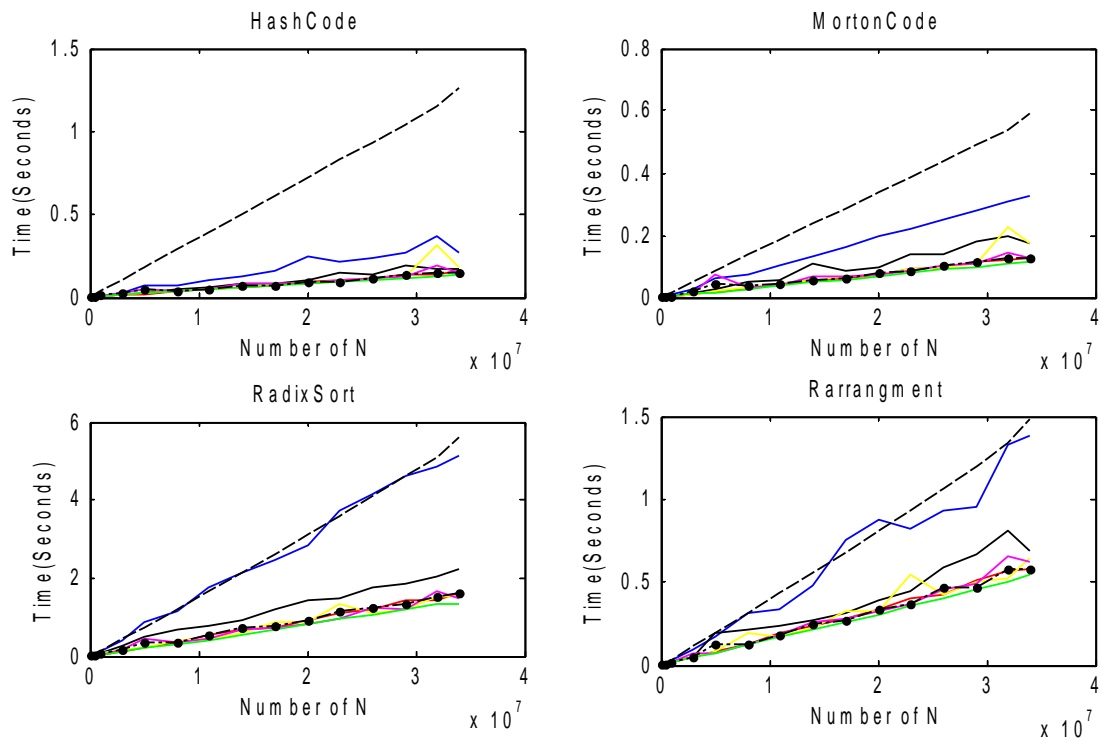 HashCode
1.5
1
0.5
0
Time(Seconds)
0 1 2 3 4
Number of N
x 10^7
MortonCode
0.8
0.6
0.4
0.2
0
Time(Seconds)
0 1 2 3 4
Number of N
x 10^7
RadixSort
6
4
2
0
Time(Seconds)
0 1 2 3 4
Number of N
x 10^7
Rarrangment
1.5
1
0.5
0
Time(Seconds)
0 1 2 3 4
Number of N
x 10^7